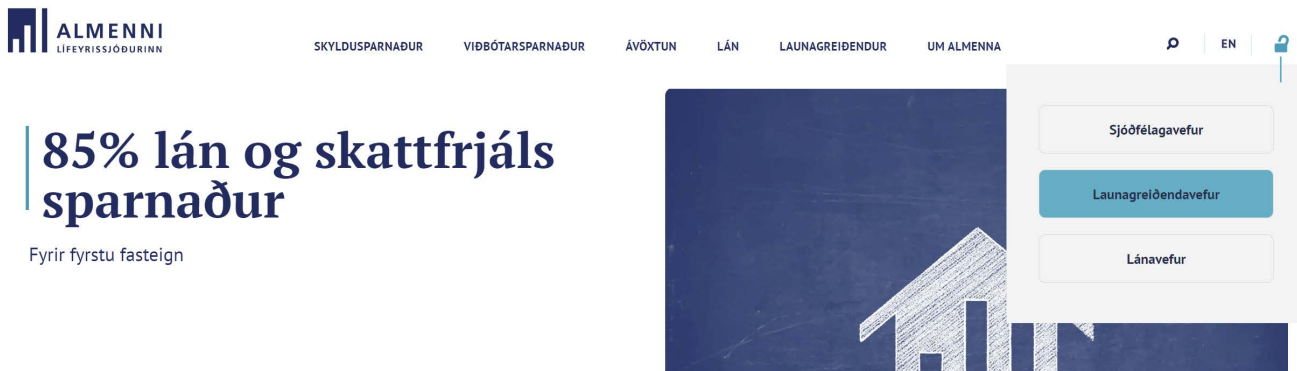 ALMENNI
LÍFEYRISSJÓÐURINN
SKYLDUSPARNAÐUR VIÐBÓTARSPARNAÐUR ÁVÖXTUN LÁN LAUNAGREIÐENDUR UM ALMENNA
EN
85% lán og skattfrjáls
sparnaður
Fyrir fyrstu fasteign
Sjóðfélagavefur
Launagreiðendavefur
Lánavefur